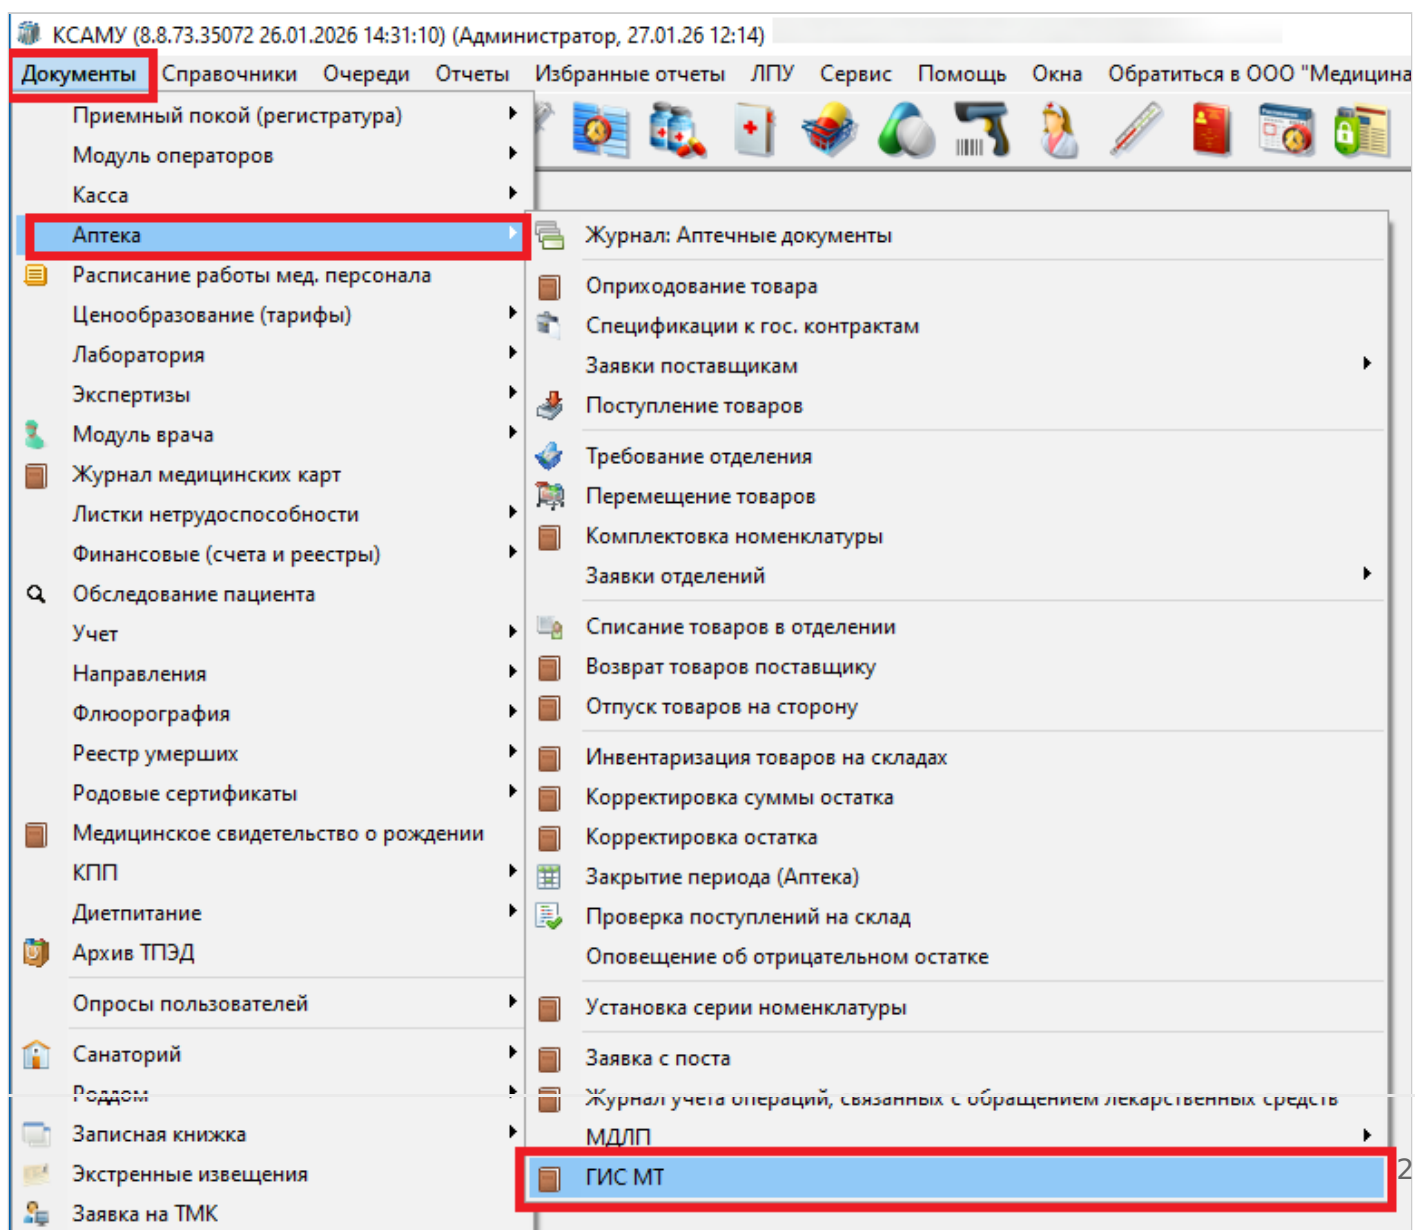 КСАМУ (8.8.73.35072 26.01.2026 14:31:10) (Администратор, 27.01.26 12:14)
Документы Справочники Очереди Отчеты Избранные отчеты ЛПУ Сервис Помощь Окна Обратиться в ООО "Медицина
Приемный покой (регистратура)
Модуль операторов
Касса
Аптека
Расписание работы мед. персонала
Ценообразование (тарифы)
Лаборатория
Экспертизы
Модуль врача
Журнал медицинских карт
Листки нетрудоспособности
Финансовые (счета и реестры)
Обследование пациента
Учет
Направления
Флюорография
Реестр умерших
Родовые сертификаты
Медицинское свидетельство о рождении
КПП
Диетпитание
Архив ТПЭД
Опросы пользователей
Санаторий
Роддом
Записная книжка
Экстренные извещения
Заявка на ТМК
Журнал: Аптечные документы
Оприходование товара
Спецификации к гос. контрактам
Заявки поставщикам
Поступление товаров
Требование отделения
Перемещение товаров
Комплектовка номенклатуры
Заявки отделений
Списание товаров в отделении
Возврат товаров поставщику
Отпуск товаров на сторону
Инвентаризация товаров на складах
Корректировка суммы остатка
Корректировка остатка
Закрытие периода (Аптека)
Проверка поступлений на склад
Оповещение об отрицательном остатке
Установка серии номенклатуры
Заявка с поста
Журнал учета операций, связанных с обращением лекарственных средств
МДЛП
ГИС МТ
2